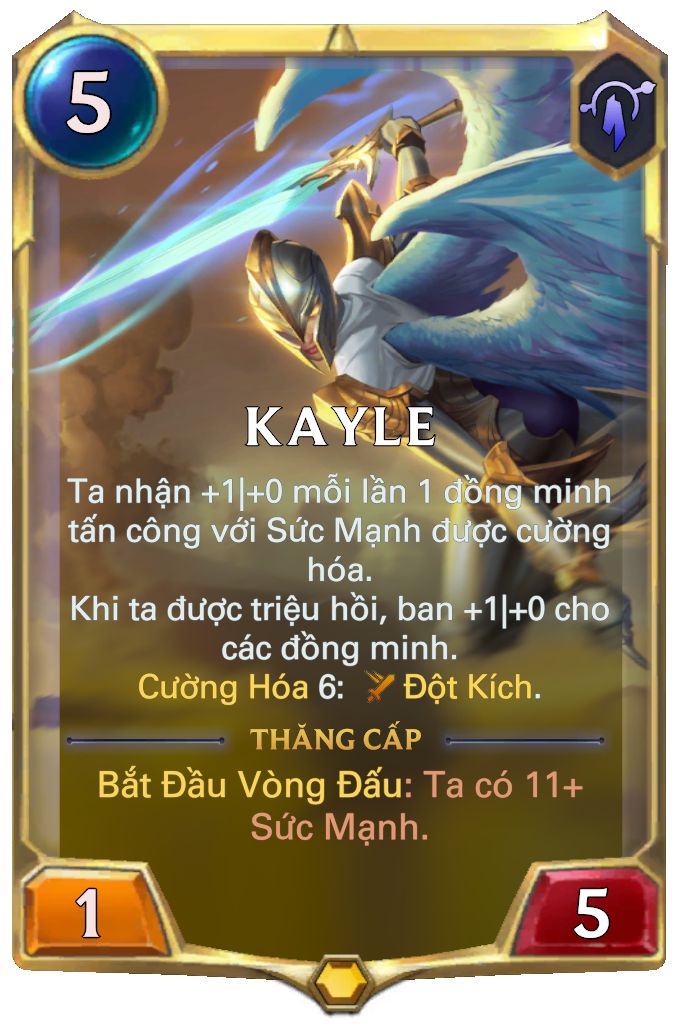 5
KAYLE
Ta nhận +1|+0 mỗi lần 1 đồng minh
tấn công với Sức Mạnh được cường
hóa.
Khi ta được triệu hồi, ban +1|+0 cho
các đồng minh.
Cường Hóa 6: Đột Kích.
THĂNG CẤP
Bắt Đầu Vòng Đấu: Ta có 11+
Sức Mạnh.
1
5